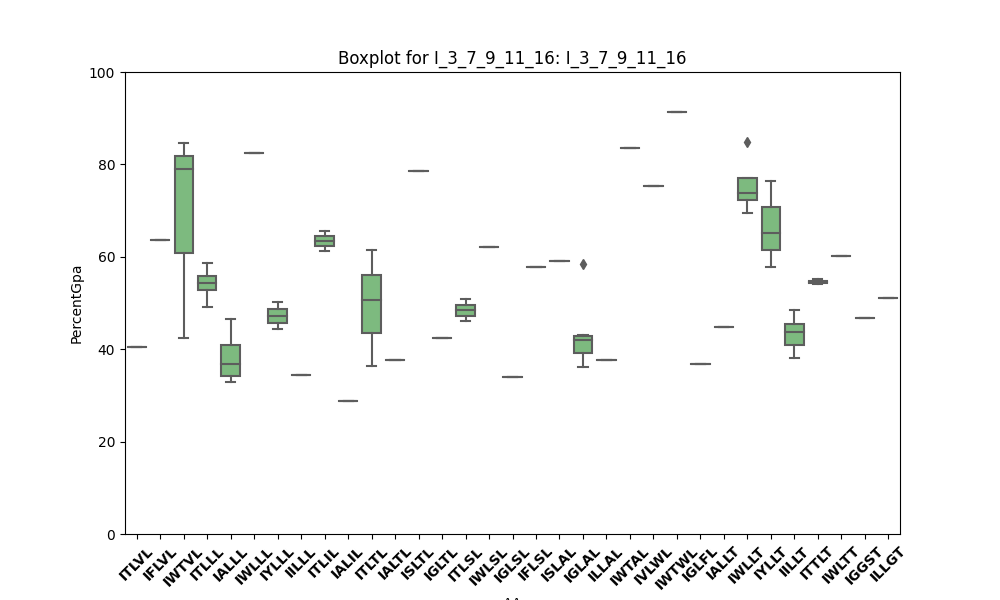 Boxplot for I_3_7_9_11_16: I_3_7_9_11_16
100
80
60
40
20
0
PercentGpa
ITLVL
IFLVL
IWTVL
ITLLL
IALLL
IWLLL
IYLLL
IILLL
ITLIL
IALIL
ITLTL
IALTL
ISLTL
IGLTL
ITLSL
IWLSL
IGLSL
IFLSL
ISLAL
IGLAL
ILLAL
IWTAL
IVLWL
IWTWL
IGLFL
IALLT
IWLLT
IYLLT
IILLT
ITTLT
IWLTT
IGGST
ILLGT